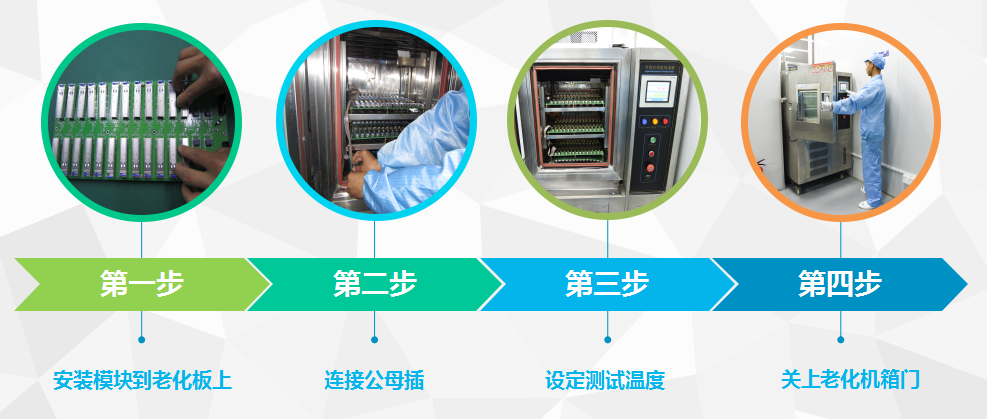 第一步
第二步
第三步
第四步
安装模块到老化板上
连接公母插
设定测试温度
关上老化机箱门